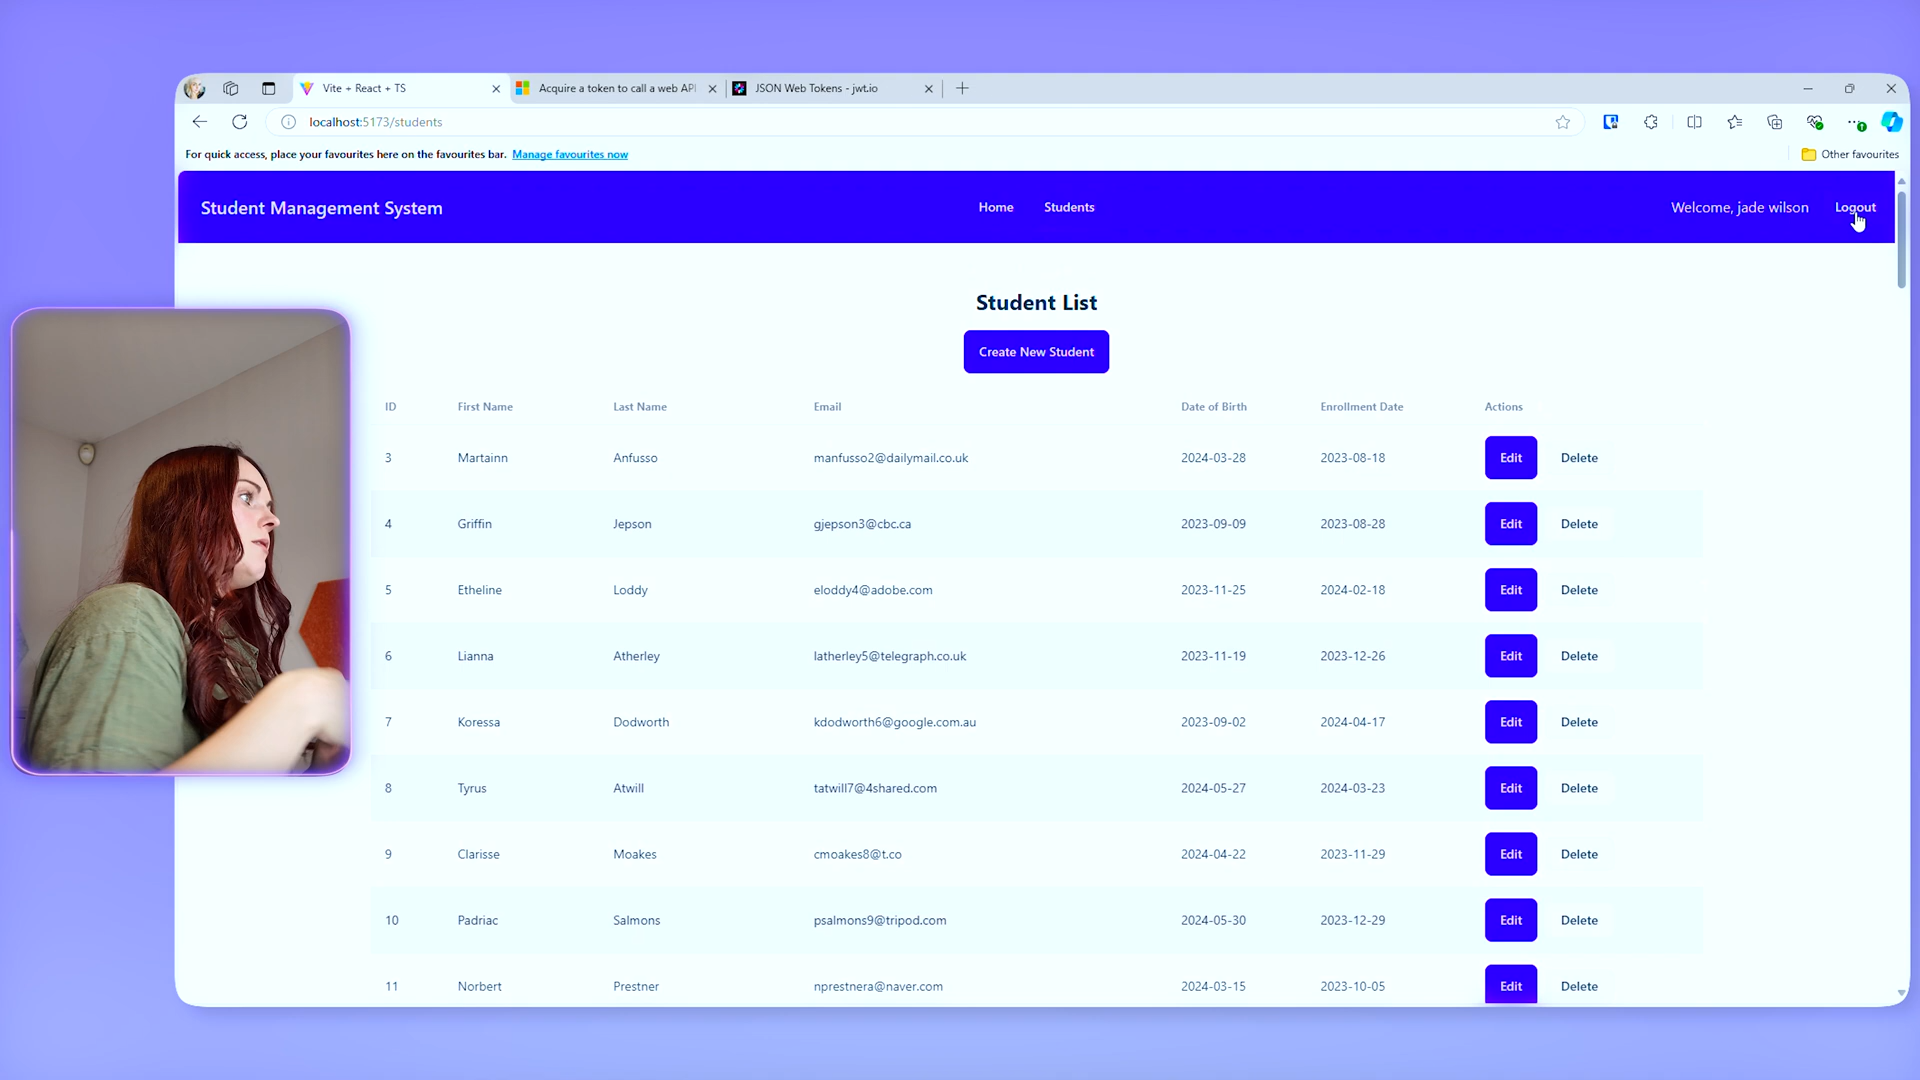 Vite + React + TS
Acquire a token to call a web API
JSON Web Tokens - jwt.io
localhost:5173/students
For quick access, place your favourites here on the favourites bar. Manage favourites now
Other favourites
Student Management System
Home Students
Welcome, jade wilson Logout
Student List
Create New Student
ID First Name Last Name Email Date of Birth Enrollment Date Actions
3 Martainn Anfusso manfusso2@dailymail.co.uk 2024-03-28 2023-08-18 Edit Delete
4 Griffin Jepson gjepson3@cbc.ca 2023-09-09 2023-08-28 Edit Delete
5 Etheline Loddy eloddy4@adobe.com 2023-11-25 2024-02-18 Edit Delete
6 Lianna Atherley latherley5@telegraph.co.uk 2023-11-19 2023-12-26 Edit Delete
7 Koressa Dodworth kdodworth6@google.com.au 2023-09-02 2024-04-17 Edit Delete
8 Tyrus Atwill tatwill7@4shared.com 2024-05-27 2024-03-23 Edit Delete
9 Clarisse Moakes cmoakes8@t.co 2024-04-22 2023-11-29 Edit Delete
10 Padriac Salmons psalmons9@tripod.com 2024-05-30 2023-12-29 Edit Delete
11 Norbert Prestner nprestnera@naver.com 2024-03-15 2023-10-05 Edit Delete